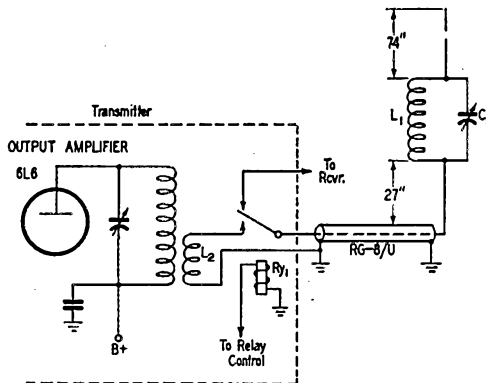 74"
L₁
C
Transmitter
To
Rcvr.
OUTPUT AMPLIFIER
6L6
27"
L₂
RG-8/U
Ry₁
B+
To Relay
Control